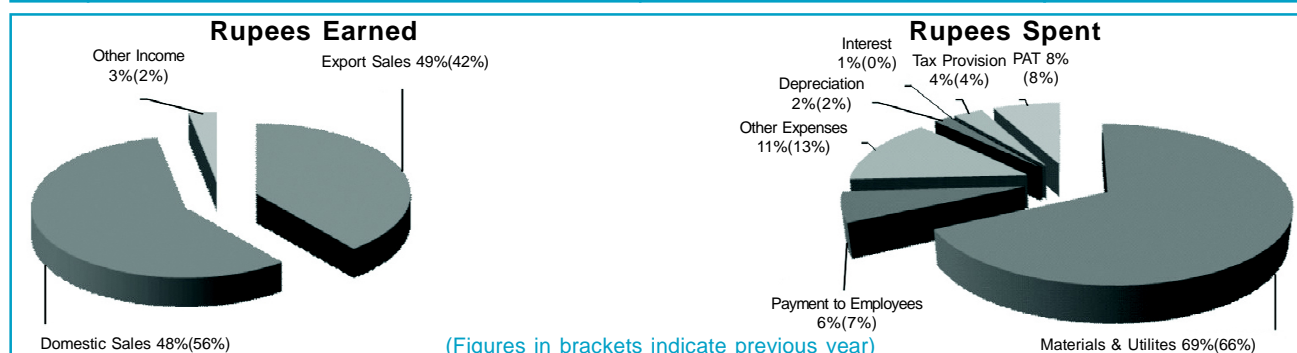 Rupees Earned
Other Income
3%(2%)
Export Sales 49%(42%)
Domestic Sales 48%(56%)
Rupees Spent
Interest
1%(0%)
Tax Provision
4%(4%)
PAT 8%
(8%)
Depreciation
2%(2%)
Other Expenses
11%(13%)
Payment to Employees
6%(7%)
Materials & Utilites 69%(66%)
(Figures in brackets indicate previous year)